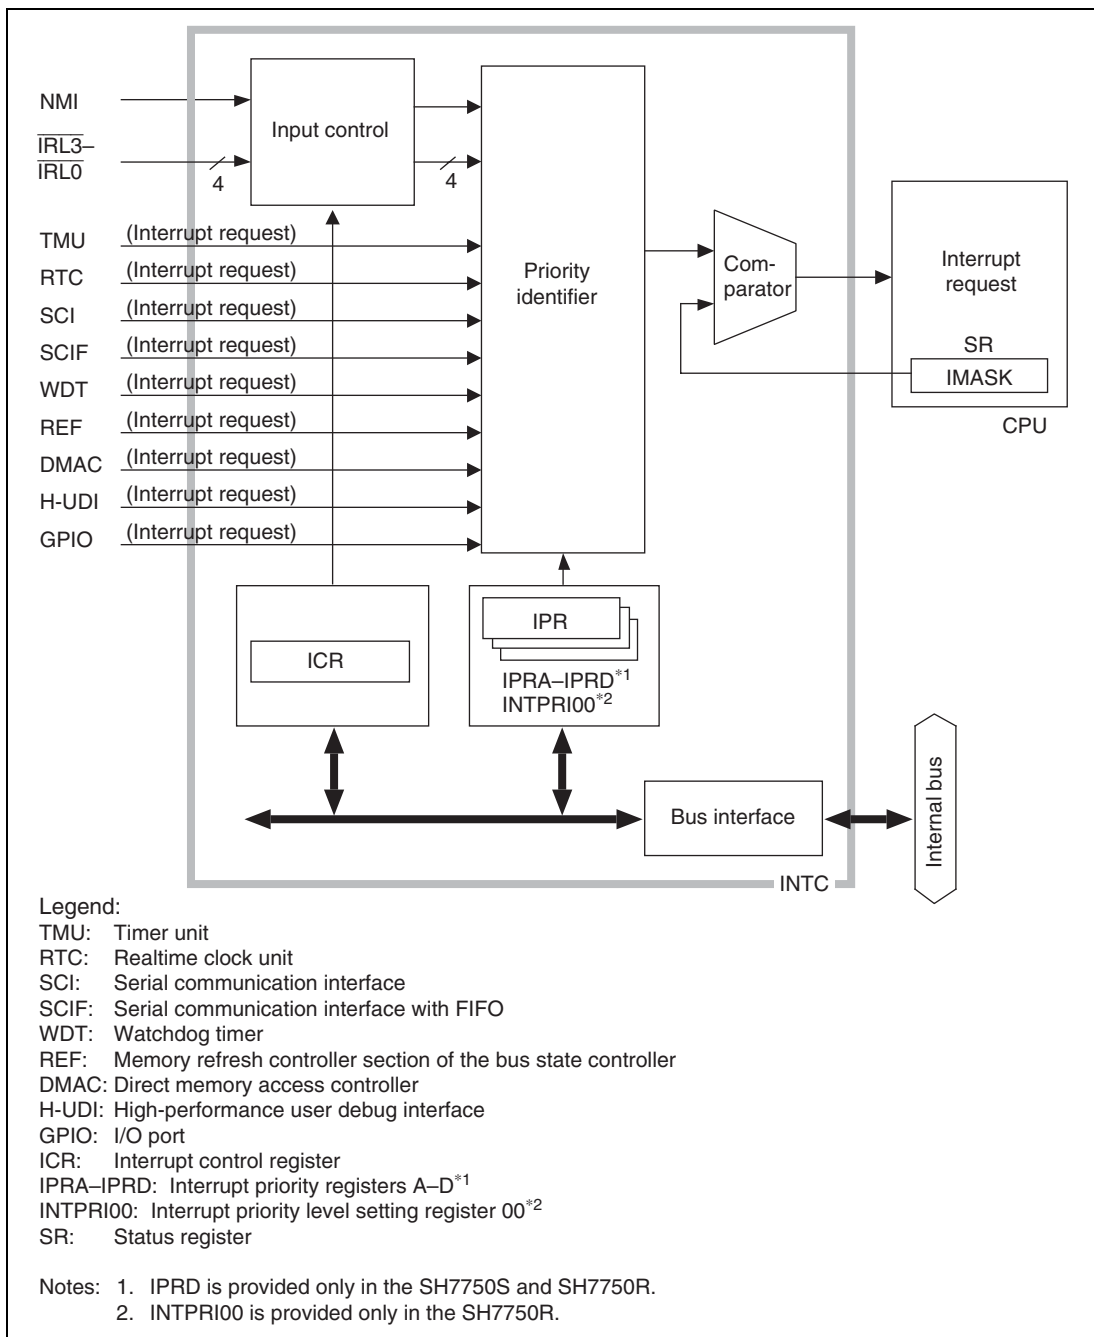 NMI
IRL3–
IRL0
4
Input control
4
TMU (Interrupt request)
RTC (Interrupt request)
SCI (Interrupt request)
SCIF (Interrupt request)
WDT (Interrupt request)
REF (Interrupt request)
DMAC (Interrupt request)
H-UDI (Interrupt request)
GPIO (Interrupt request)
Priority
identifier
Com-
parator
Interrupt
request
SR
IMASK
CPU
ICR
IPR
IPRA–IPRD*1
INTPRI00*2
Bus interface
Internal bus
INTC
Legend:
TMU: Timer unit
RTC: Realtime clock unit
SCI: Serial communication interface
SCIF: Serial communication interface with FIFO
WDT: Watchdog timer
REF: Memory refresh controller section of the bus state controller
DMAC: Direct memory access controller
H-UDI: High-performance user debug interface
GPIO: I/O port
ICR: Interrupt control register
IPRA–IPRD: Interrupt priority registers A–D*1
INTPRI00: Interrupt priority level setting register 00*2
SR: Status register
Notes: 1. IPRD is provided only in the SH7750S and SH7750R.
2. INTPRI00 is provided only in the SH7750R.